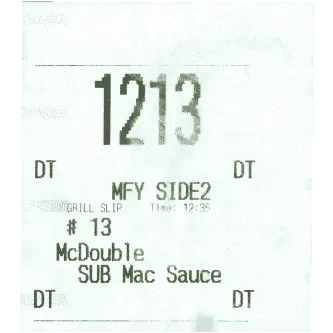 1213
DT DT
MFY SIDE2
GRILL SLIP Time: 12:35
# 13
McDouble
SUB Mac Sauce
DT DT